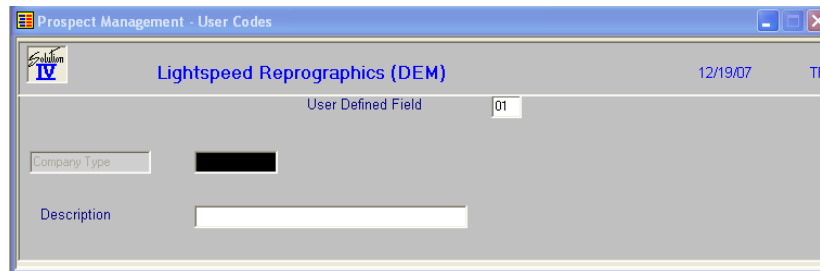 Prospect Management - User Codes
Solution
IV
Lightspeed Reprographics (DEM)
12/19/07
User Defined Field
01
Company Type
Description